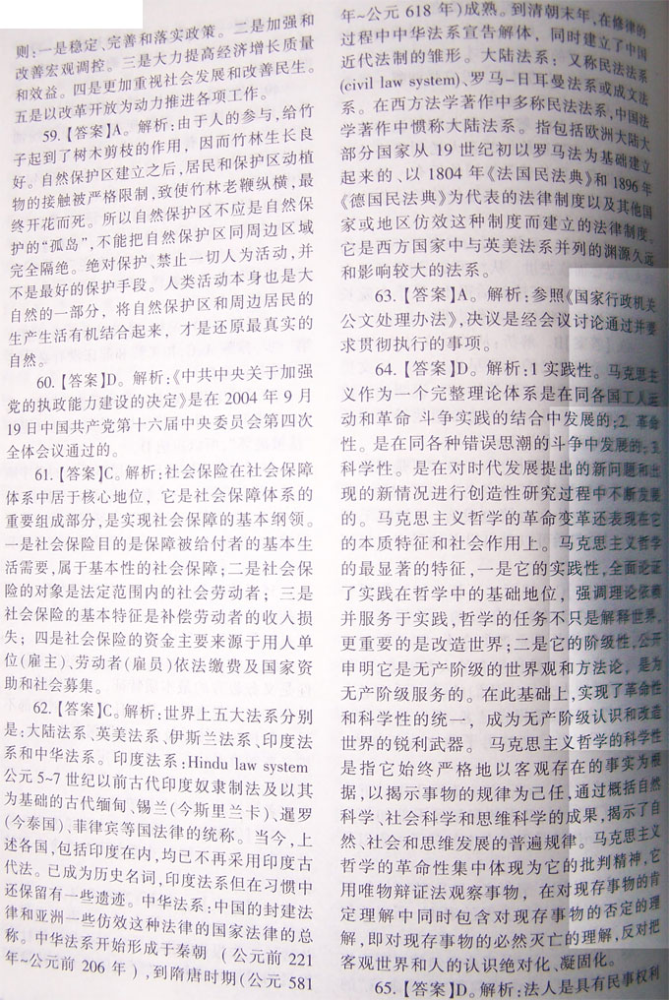 则:一是稳定、完善和落实政策。二是加强和
改善宏观调控。三是大力提高经济增长质量
和效益。四是更加重视社会发展和改善民生。
五是以改革开放为动力推进各项工作。
59.【答案】A。解析:由于人的参与,给竹
子起到了树木剪枝的作用，因而竹林生长良
好。自然保护区建立之后,居民和保护区动植
物的接触被严格限制,致使竹林老鞭纵横,最
终开花而死。所以自然保护区不应是自然保
护的“孤岛”,不能把自然保护区同周边区域
完全隔绝。绝对保护、禁止一切人为活动,并
不是最好的保护手段。人类活动本身也是大
自然的一部分，将自然保护区和周边居民的
生产生活有机结合起来，才是还原最真实的
自然。
60.【答案】D。解析:《中共中央关于加强
党的执政能力建设的决定》是在 2004 年 9 月
19 日中国共产党第十六届中央委员会第四次
全体会议通过的。
61.【答案】C。解析:社会保险在社会保障
体系中居于核心地位，它是社会保障体系的
重要组成部分,是实现社会保障的基本纲领。
一是社会保险目的是保障被给付者的基本生
活需要,属于基本性的社会保障;二是社会保
险的对象是法定范围内的社会劳动者；三是
社会保险的基本特征是补偿劳动者的收入损
失；四是社会保险的资金主要来源于用人单
位(雇主)、劳动者(雇员)依法缴费及国家资
助和社会募集。
62.【答案】C。解析:世界上五大法系分别
是:大陆法系、英美法系、伊斯兰法系、印度法
系和中华法系。印度法系:Hindu law system
公元 5~7 世纪以前古代印度奴隶制法及以其
为基础的古代缅甸、锡兰(今斯里兰卡)、暹罗
(今泰国)、菲律宾等国法律的统称。当今，上
述各国,包括印度在内,均已不再采用印度古
代法。已成为历史名词,印度法系但在习惯中
还保留有一些遗迹。中华法系:中国的封建法
律和亚洲一些仿效这种法律的国家法律的总
称。中华法系开始形成于秦朝 （公元前 221
年~公元前 206 年），到隋唐时期(公元 581
年~公元 618 年)成熟。到清朝末年,在修律的
过程中中华法系宣告解体，同时建立了中国
近代法制的雏形。大陆法系：又称民法法系
(civil law system)、罗马-日耳曼法系或成文法
系。在西方法学著作中多称民法法系,中国法
学著作中惯称大陆法系。指包括欧洲大陆大
部分国家从 19 世纪初以罗马法为基础建立
起来的、以 1804 年《法国民法典》和 1896 年
《德国民法典》为代表的法律制度以及其他国
家或地区仿效这种制度而建立的法律制度。
它是西方国家中与英美法系并列的渊源久远
和影响较大的法系。
63.【答案】A。解析:参照《国家行政机关
公文处理办法》,决议是经会议讨论通过并要
求贯彻执行的事项。
64.【答案】D。解析:1 实践性。马克思主
义作为一个完整理论体系是在同各国工人运
动和革命 斗争实践的结合中发展的;2. 革命
性。是在同各种错误思潮的斗争中发展的;3.
科学性。是在对时代发展提出的新问题和出
现的新情况进行创造性研究过程中不断发展
的。马克思主义哲学的革命变革还表现在它
的本质特征和社会作用上。马克思主义哲学
的最显著的特征,一是它的实践性,全面论证
了实践在哲学中的基础地位，强调理论依赖
并服务于实践,哲学的任务不只是解释世界,
更重要的是改造世界;二是它的阶级性,公开
申明它是无产阶级的世界观和方法论，是为
无产阶级服务的。在此基础上,实现了革命性
和科学性的统一，成为无产阶级认识和改造
世界的锐利武器。 马克思主义哲学的科学性
是指它始终严格地以客观存在的事实为根
据,以揭示事物的规律为己任,通过概括自然
科学、社会科学和思维科学的成果,揭示了自
然、社会和思维发展的普遍规律。马克思主义
哲学的革命性集中体现为它的批判精神,它
用唯物辩证法观察事物，在对现存事物的肯
定理解中同时包含对现存事物的否定的理
解,即对现存事物的必然灭亡的理解,反对把
客观世界和人的认识绝对化、凝固化。
65.【答案】D。解析:法人是具有民事权利